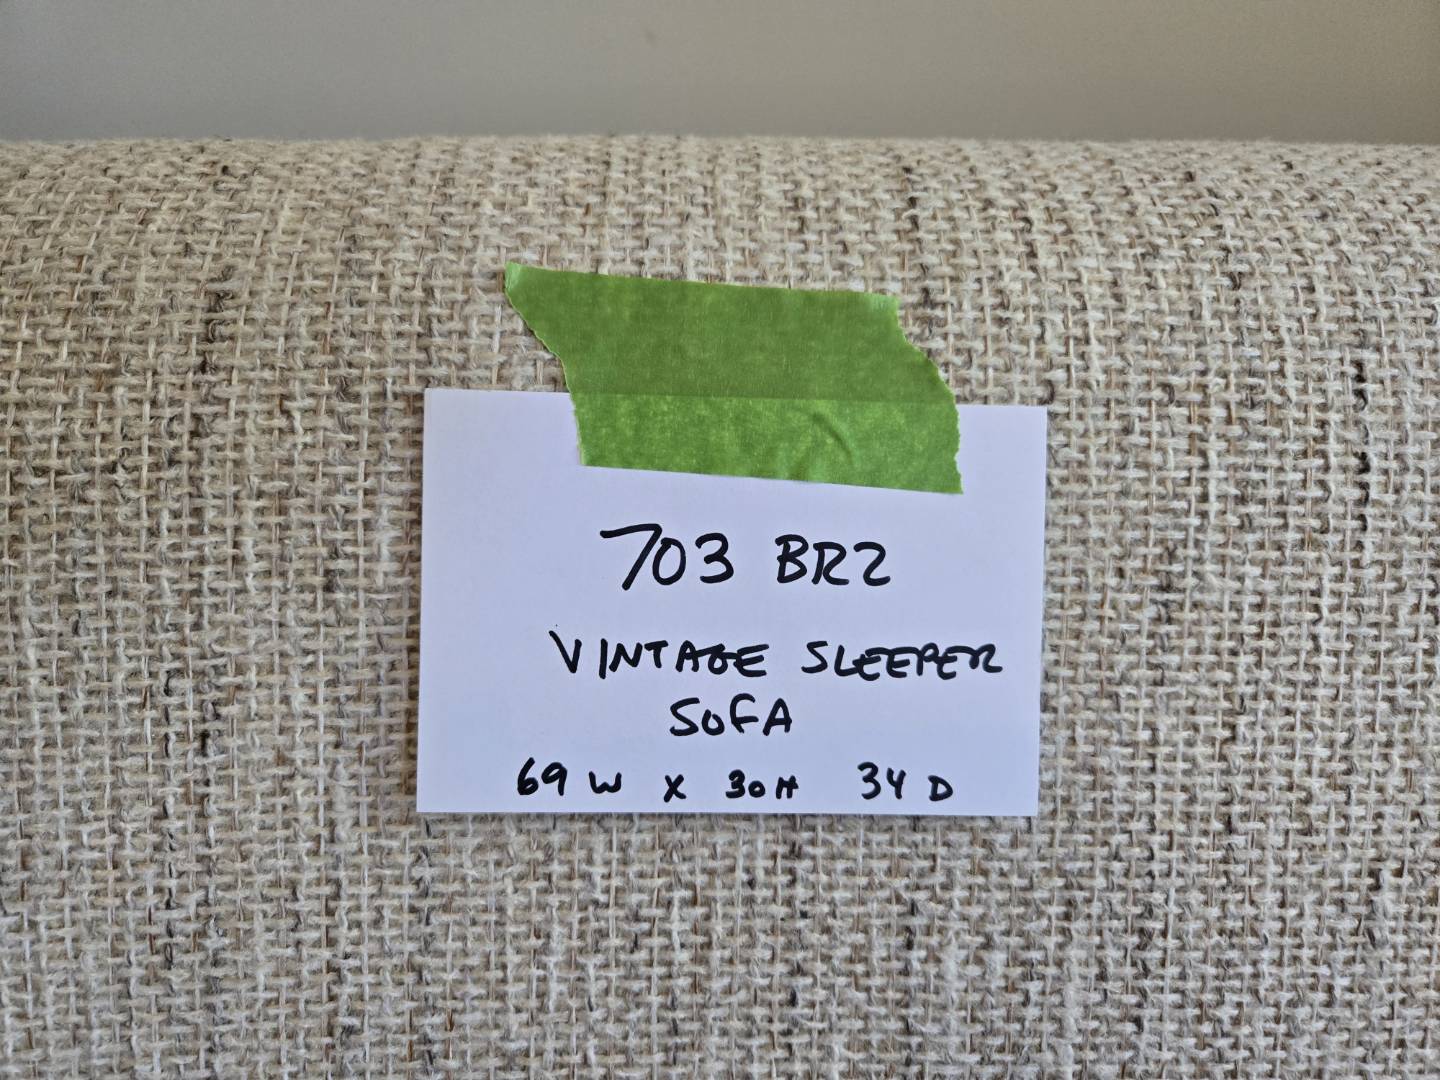 703 BR2
VINTAGE SLEEPER
SOFA
69 W X 30 H 34 D